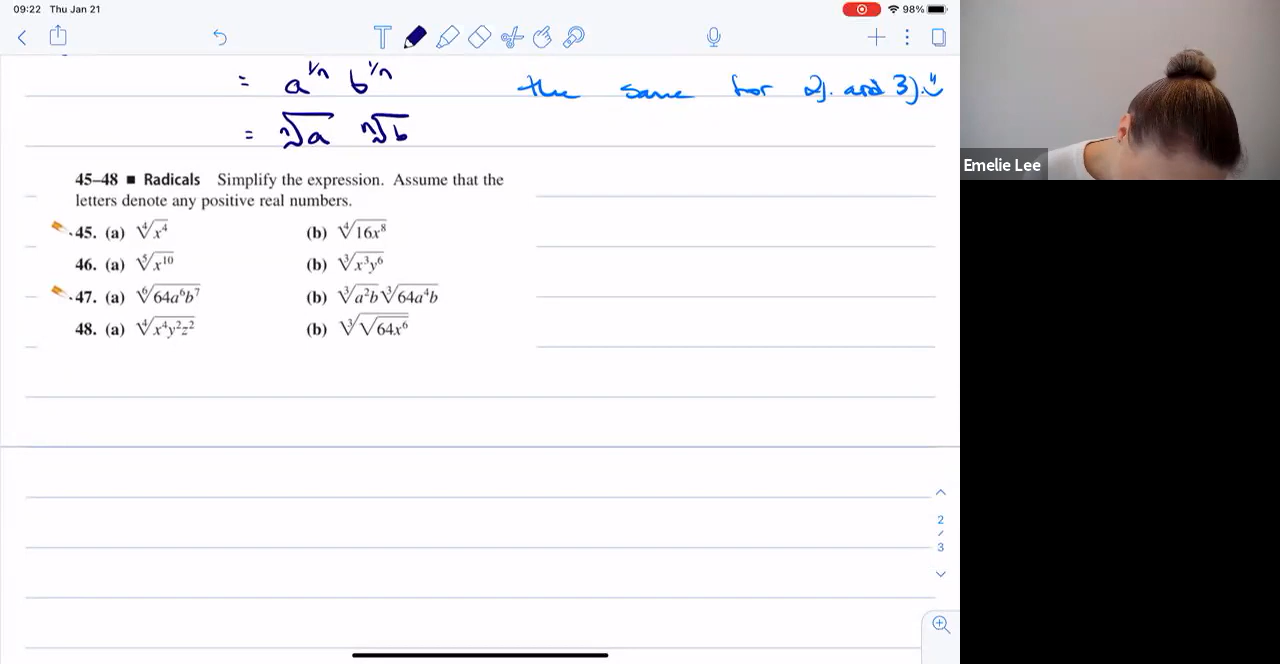 09:22 Thu Jan 21
98%
= a^{1/n} b^{1/n}
the same for 2). and 3).
= ⁿ√a ⁿ√b
Emelie Lee
45–48 ■ Radicals Simplify the expression. Assume that the
letters denote any positive real numbers.
45. (a) ⁴√x⁴ (b) ⁴√16x⁸
46. (a) ⁵√x¹⁰ (b) ³√x³y⁶
47. (a) ⁶√64a⁶b⁷ (b) ³√a²b ³√64a⁴b
48. (a) ⁴√x⁴y²z² (b) ³√√64x⁶
2
/
3